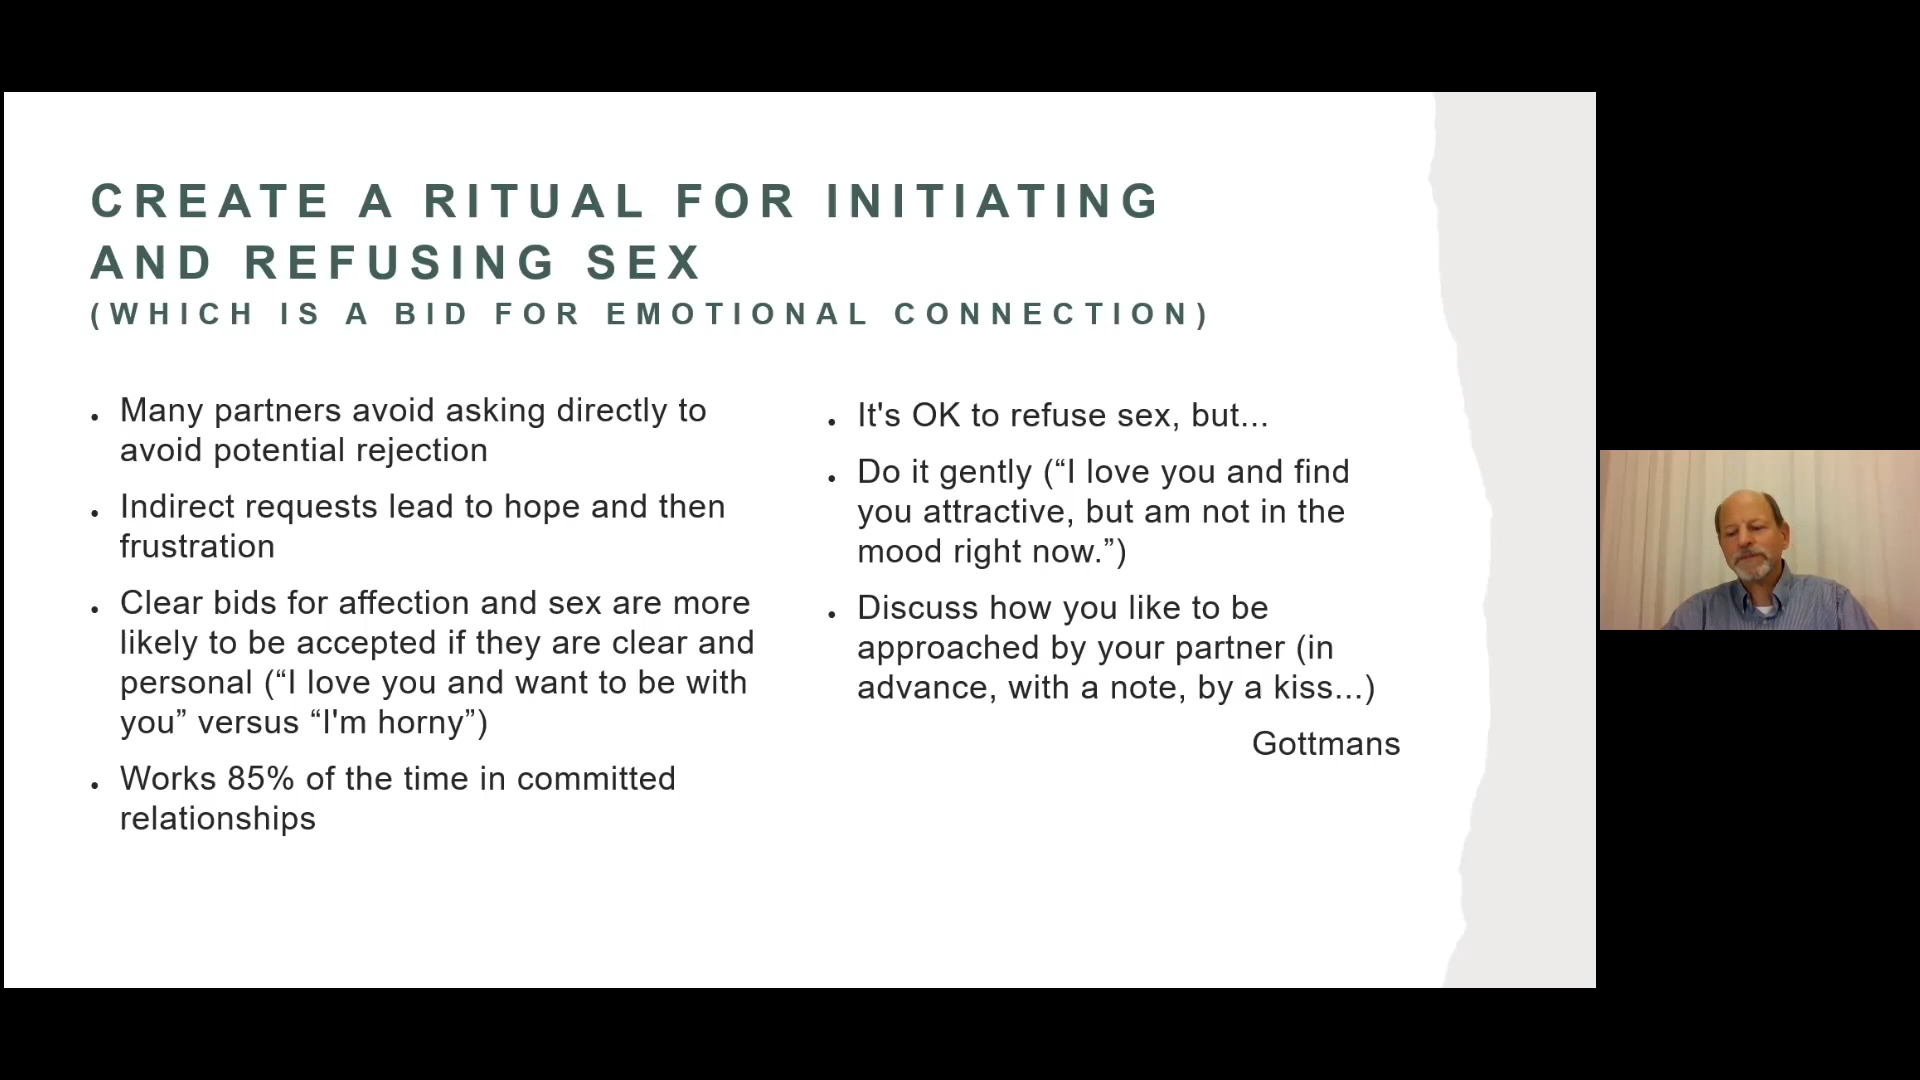 CREATE A RITUAL FOR INITIATING
AND REFUSING SEX
(WHICH IS A BID FOR EMOTIONAL CONNECTION)
• Many partners avoid asking directly to
avoid potential rejection
• Indirect requests lead to hope and then
frustration
• Clear bids for affection and sex are more
likely to be accepted if they are clear and
personal (“I love you and want to be with
you” versus “I'm horny”)
• Works 85% of the time in committed
relationships
• It's OK to refuse sex, but...
• Do it gently (“I love you and find
you attractive, but am not in the
mood right now.”)
• Discuss how you like to be
approached by your partner (in
advance, with a note, by a kiss...)
Gottmans